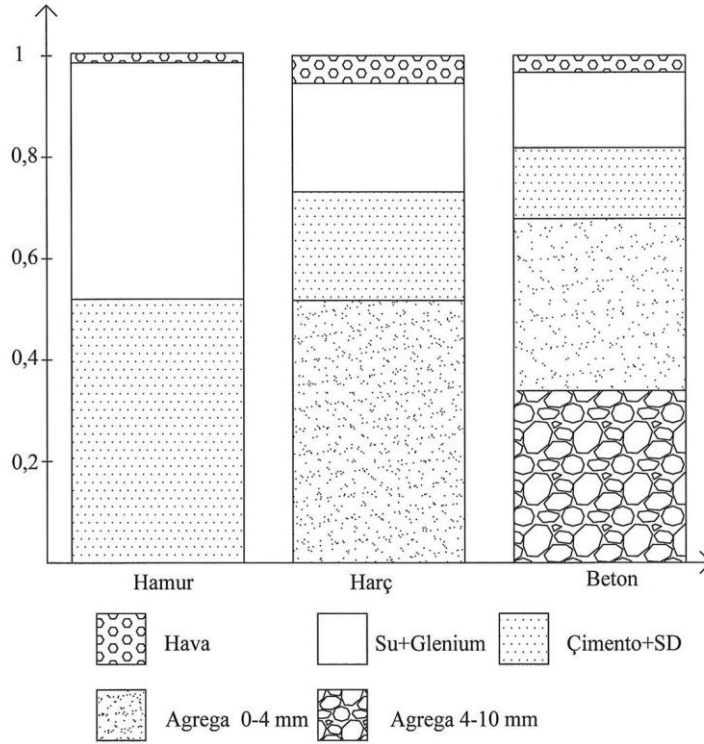 1
0,8
0,6
0,4
0,2
Hamur Harç Beton
Hava Su+Glenium Çimento+SD
Agrega 0-4 mm Agrega 4-10 mm